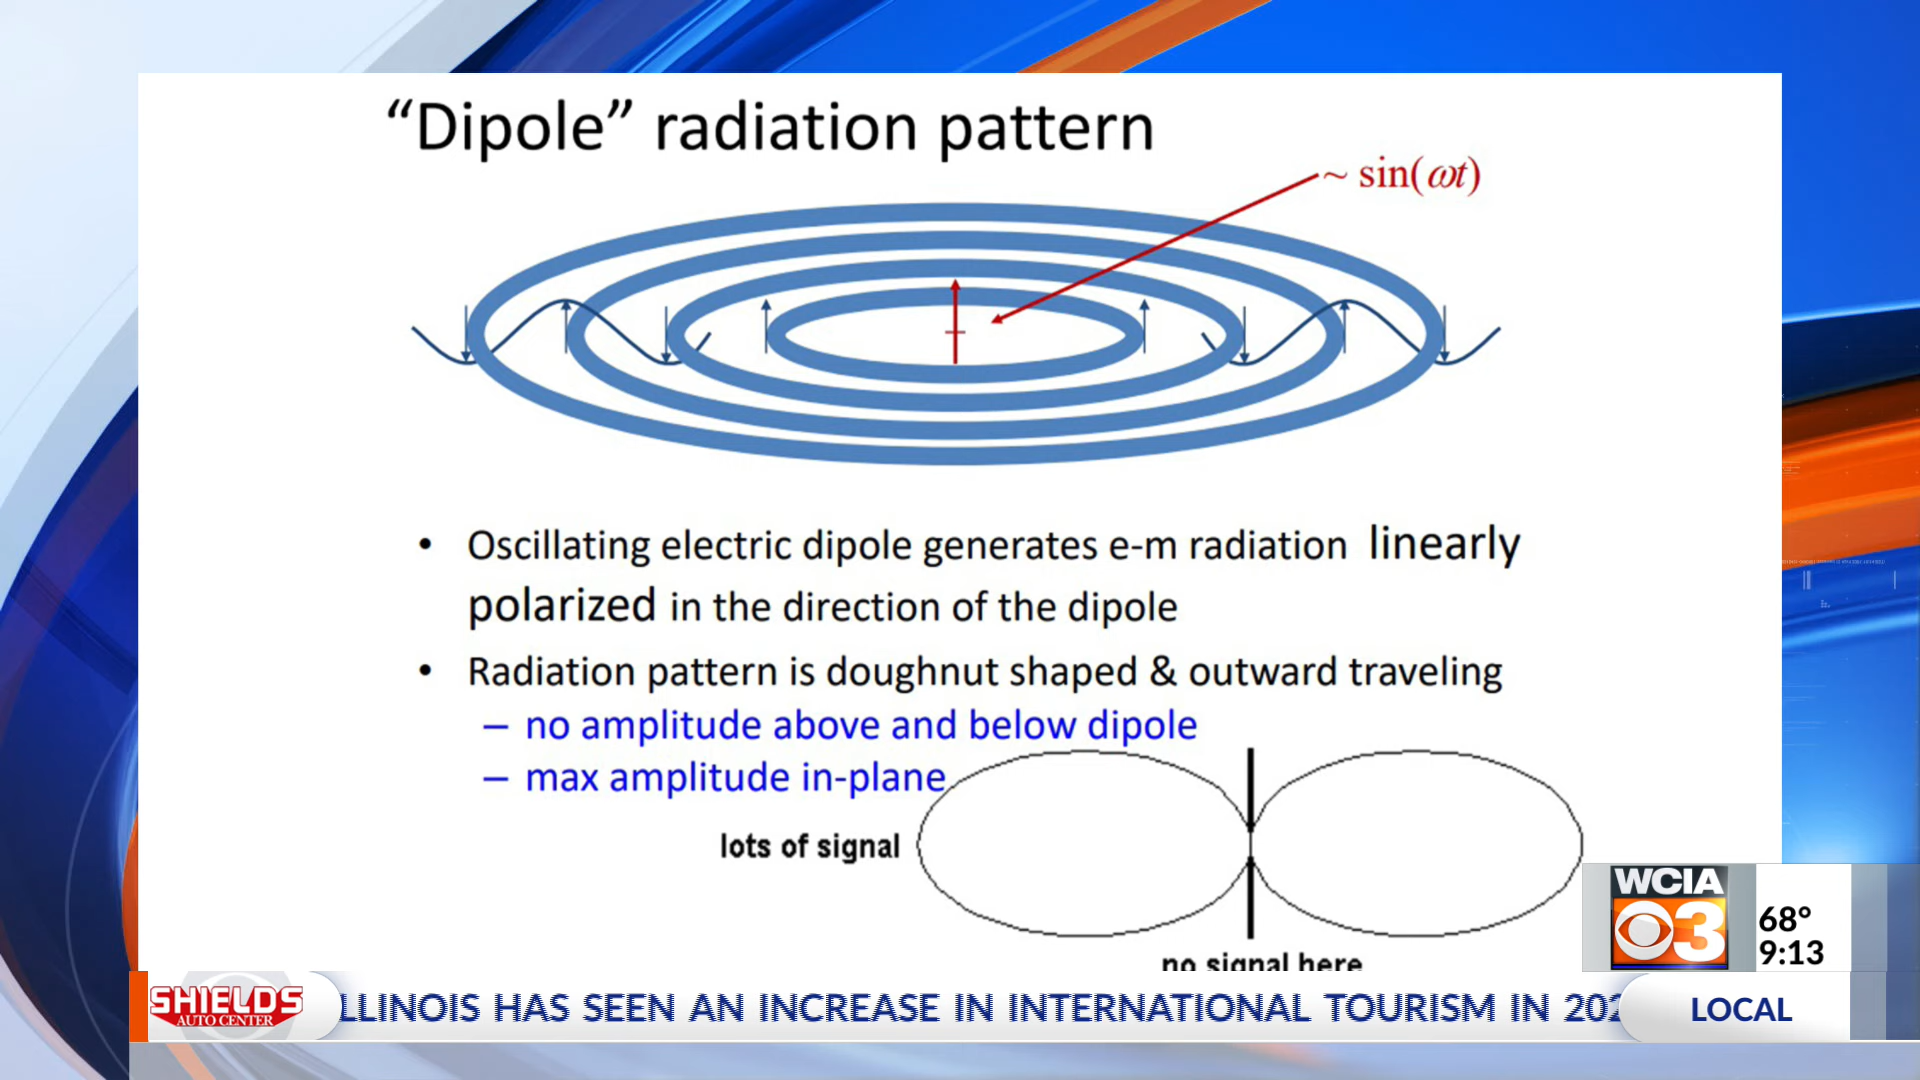 “Dipole” radiation pattern
~ sin(ωt)
• Oscillating electric dipole generates e-m radiation linearly
polarized in the direction of the dipole
• Radiation pattern is doughnut shaped & outward traveling
– no amplitude above and below dipole
– max amplitude in-plane
lots of signal
no signal here
WCIA
3
68°
9:13
SHIELDS
AUTO CENTER
LLINOIS HAS SEEN AN INCREASE IN INTERNATIONAL TOURISM IN 202
LOCAL